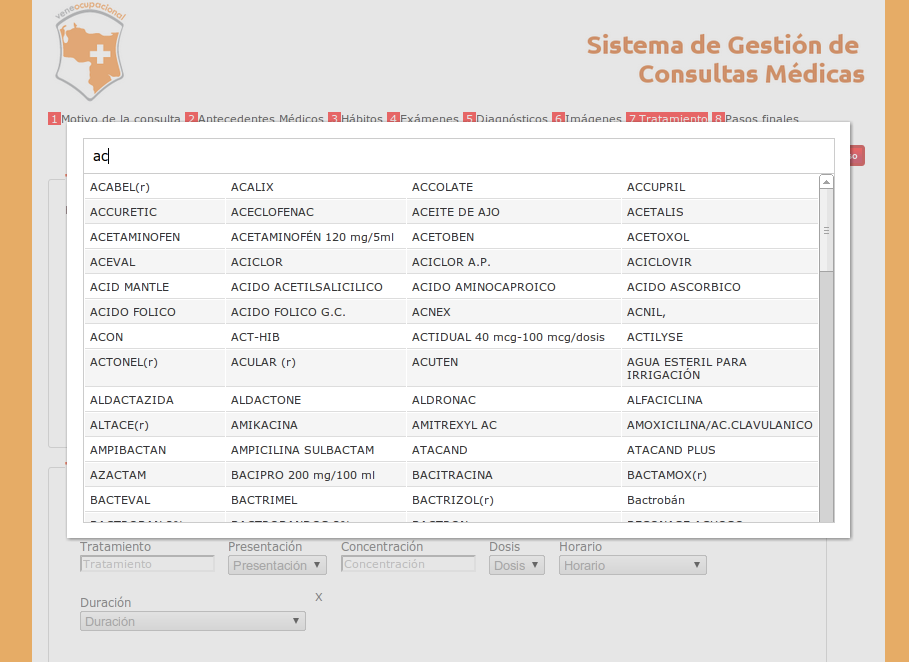 veneocupacional
Sistema de Gestión de
Consultas Médicas
1 Motivo de la consulta 2 Antecedentes Médicos 3 Hábitos 4 Exámenes 5 Diagnósticos 6 Imágenes 7 Tratamiento 8 Pasos finales
ac
ACABEL(r) ACALIX ACCOLATE ACCUPRIL
ACCURETIC ACECLOFENAC ACEITE DE AJO ACETALIS
ACETAMINOFEN ACETAMINOFÉN 120 mg/5ml ACETOBEN ACETOXOL
ACEVAL ACICLOR ACICLOR A.P. ACICLOVIR
ACID MANTLE ACIDO ACETILSALICILICO ACIDO AMINOCAPROICO ACIDO ASCORBICO
ACIDO FOLICO ACIDO FOLICO G.C. ACNEX ACNIL,
ACON ACT-HIB ACTIDUAL 40 mcg-100 mcg/dosis ACTILYSE
ACTONEL(r) ACULAR (r) ACUTEN AGUA ESTERIL PARA
IRRIGACIÓN
ALDACTAZIDA ALDACTONE ALDRONAC ALFACICLINA
ALTACE(r) AMIKACINA AMITREXYL AC AMOXICILINA/AC.CLAVULANICO
AMPIBACTAN AMPICILINA SULBACTAM ATACAND ATACAND PLUS
AZACTAM BACIPRO 200 mg/100 ml BACITRACINA BACTAMOX(r)
BACTEVAL BACTRIMEL BACTRIZOL(r) Bactrobán
Tratamiento Presentación Concentración Dosis Horario
Tratamiento Presentación Concentración Dosis Horario
Duración X
Duración